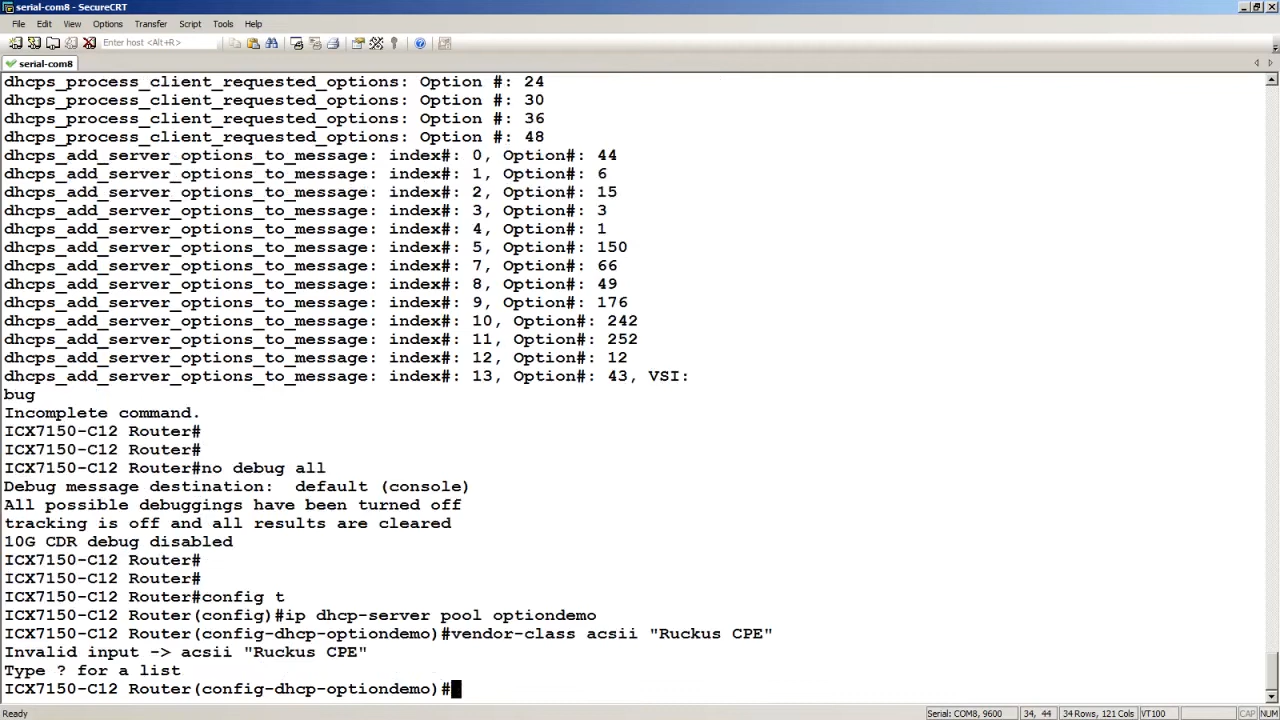 serial-com8 - SecureCRT
File Edit View Options Transfer Script Tools Help
Enter host <Alt+R>
serial-com8
dhcps_process_client_requested_options: Option #: 24
dhcps_process_client_requested_options: Option #: 30
dhcps_process_client_requested_options: Option #: 36
dhcps_process_client_requested_options: Option #: 48
dhcps_add_server_options_to_message: index#: 0, Option#: 44
dhcps_add_server_options_to_message: index#: 1, Option#: 6
dhcps_add_server_options_to_message: index#: 2, Option#: 15
dhcps_add_server_options_to_message: index#: 3, Option#: 3
dhcps_add_server_options_to_message: index#: 4, Option#: 1
dhcps_add_server_options_to_message: index#: 5, Option#: 150
dhcps_add_server_options_to_message: index#: 7, Option#: 66
dhcps_add_server_options_to_message: index#: 8, Option#: 49
dhcps_add_server_options_to_message: index#: 9, Option#: 176
dhcps_add_server_options_to_message: index#: 10, Option#: 242
dhcps_add_server_options_to_message: index#: 11, Option#: 252
dhcps_add_server_options_to_message: index#: 12, Option#: 12
dhcps_add_server_options_to_message: index#: 13, Option#: 43, VSI:
bug
Incomplete command.
ICX7150-C12 Router#
ICX7150-C12 Router#
ICX7150-C12 Router#no debug all
Debug message destination:  default (console)
All possible debuggings have been turned off
tracking is off and all results are cleared
10G CDR debug disabled
ICX7150-C12 Router#
ICX7150-C12 Router#
ICX7150-C12 Router#config t
ICX7150-C12 Router(config)#ip dhcp-server pool optiondemo
ICX7150-C12 Router(config-dhcp-optiondemo)#vendor-class acsii "Ruckus CPE"
Invalid input -> acsii "Ruckus CPE"
Type ? for a list
ICX7150-C12 Router(config-dhcp-optiondemo)#
Ready Serial: COM8, 9600 34, 44 34 Rows, 121 Cols VT100 CAP NUM